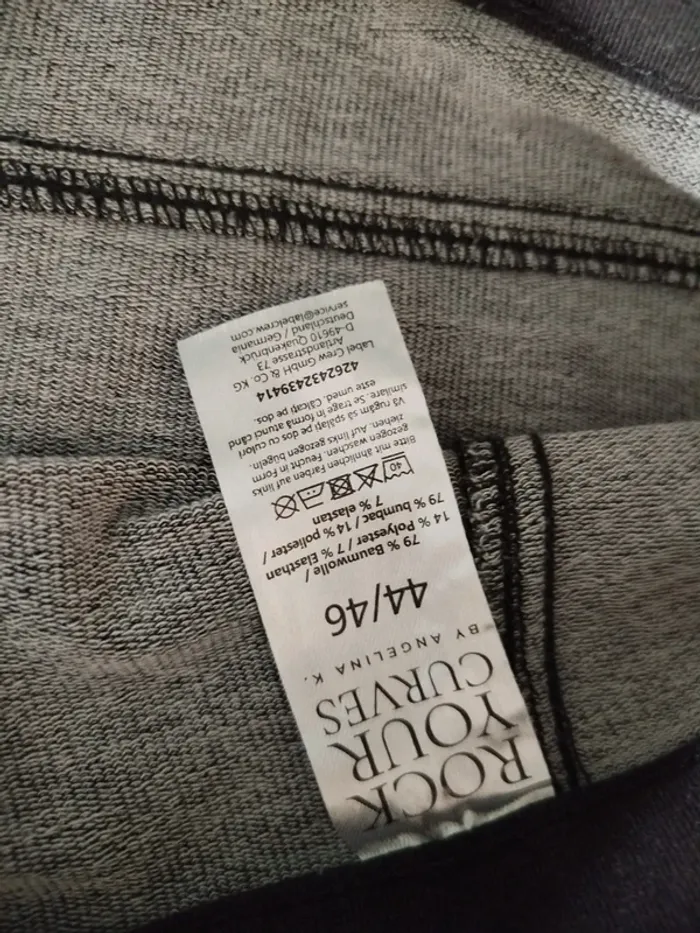 ROCK
YOUR
CURVES
BY ANGELINA K.
44/46
79 % Baumwolle /
14 % Polyester / 7 % Elasthan /
79 % bumbac / 14 % poliester /
7 % elastan
40
Bitte mit ähnlichen Farben auf links
gezogen waschen Feucht in Form
ziehen. Auf links gezogen bügeln.
Vă rugăm să spălați pe dos cu culori
similare. Se trage în formă atunci când
este umed. Călcați pe dos.
4262432439414
Label Crew GmbH & Co. KG
Artlandstrasse 73
D-49610 Quakenbrück
Deutschland / Germania
service@labelcrew.com